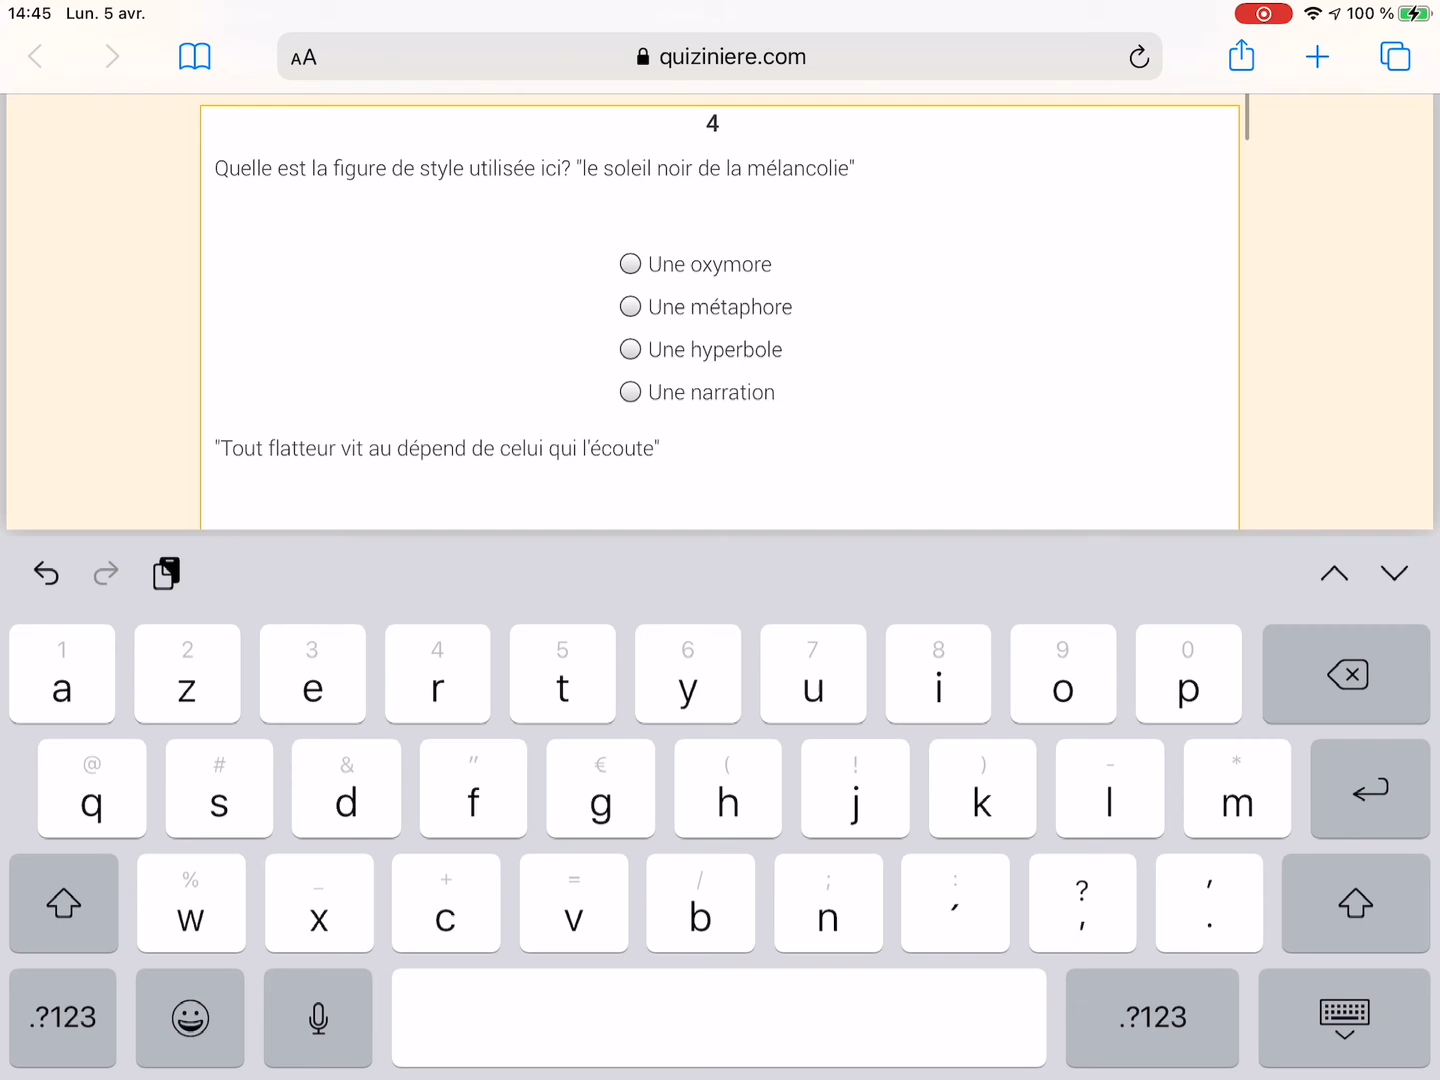 14:45 Lun. 5 avr. 100 %
AA quiziniere.com
4
Quelle est la figure de style utilisée ici? "le soleil noir de la mélancolie"
Une oxymore
Une métaphore
Une hyperbole
Une narration
"Tout flatteur vit au dépend de celui qui l'écoute"
1 2 3 4 5 6 7 8 9 0
a z e r t y u i o p
@ # & " € ( ! ) - *
q s d f g h j k l m
% _ + = / ; : ? '
w x c v b n ´ , .
.?123 .?123